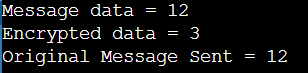 Message data = 12
Encrypted data = 3
Original Message Sent = 12